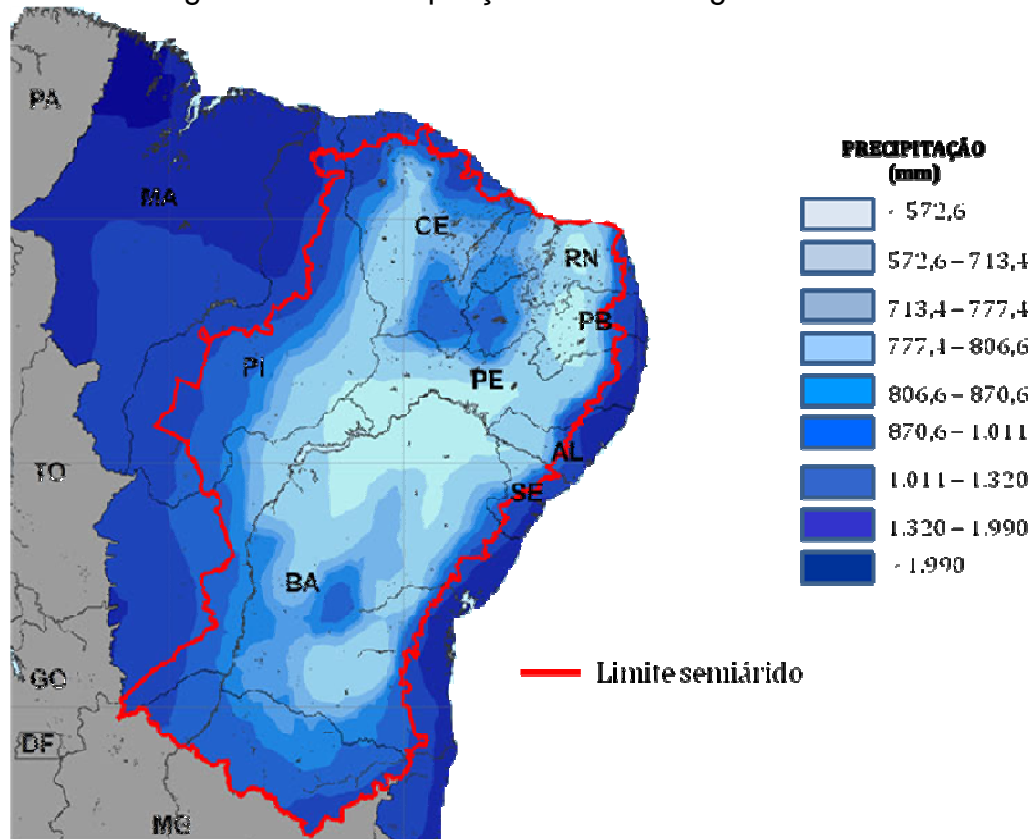 PA
MA
CE
RN
PB
PI
PE
AL
SE
TO
BA
GO
DF
MG
PRECIPITAÇÃO
(mm)
572,6
572,6 – 713,4
713,4 – 777,4
777,4 – 806,6
806,6 – 870,6
870,6 – 1.011
1.011 – 1.320
1.320 – 1.990
1.990
Limite semiárido